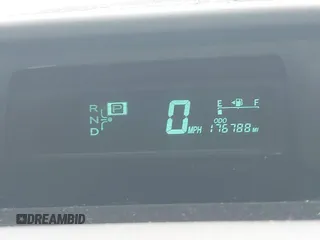 R P
N
D
0 MPH
E F
ODO
176788 MI
DREAMBID